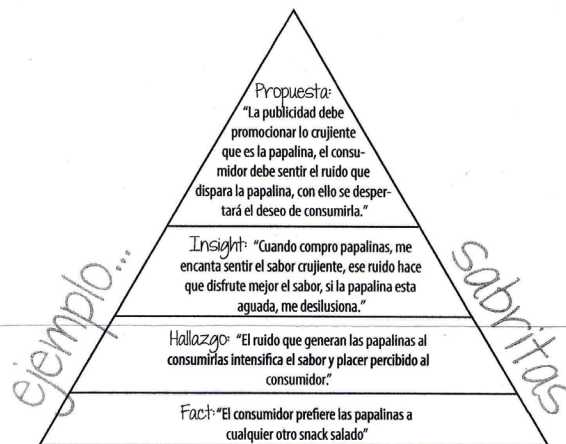 Propuesta:
“La publicidad debe
promocionar lo crujiente
que es la papalina, el consu-
midor debe sentir el ruido que
dispara la papalina, con ello se desper-
tará el deseo de consumirla.”
Insight: “Cuando compro papalinas, me
encanta sentir el sabor crujiente, ese ruido hace
que disfrute mejor el sabor, si la papalina esta
aguada, me desilusiona.”
ejemplo...
sabritas
Hallazgo: “El ruido que generan las papalinas al
consumirlas intensifica el sabor y placer percibido al
consumidor.”
Fact: “El consumidor prefiere las papalinas a
cualquier otro snack salado”